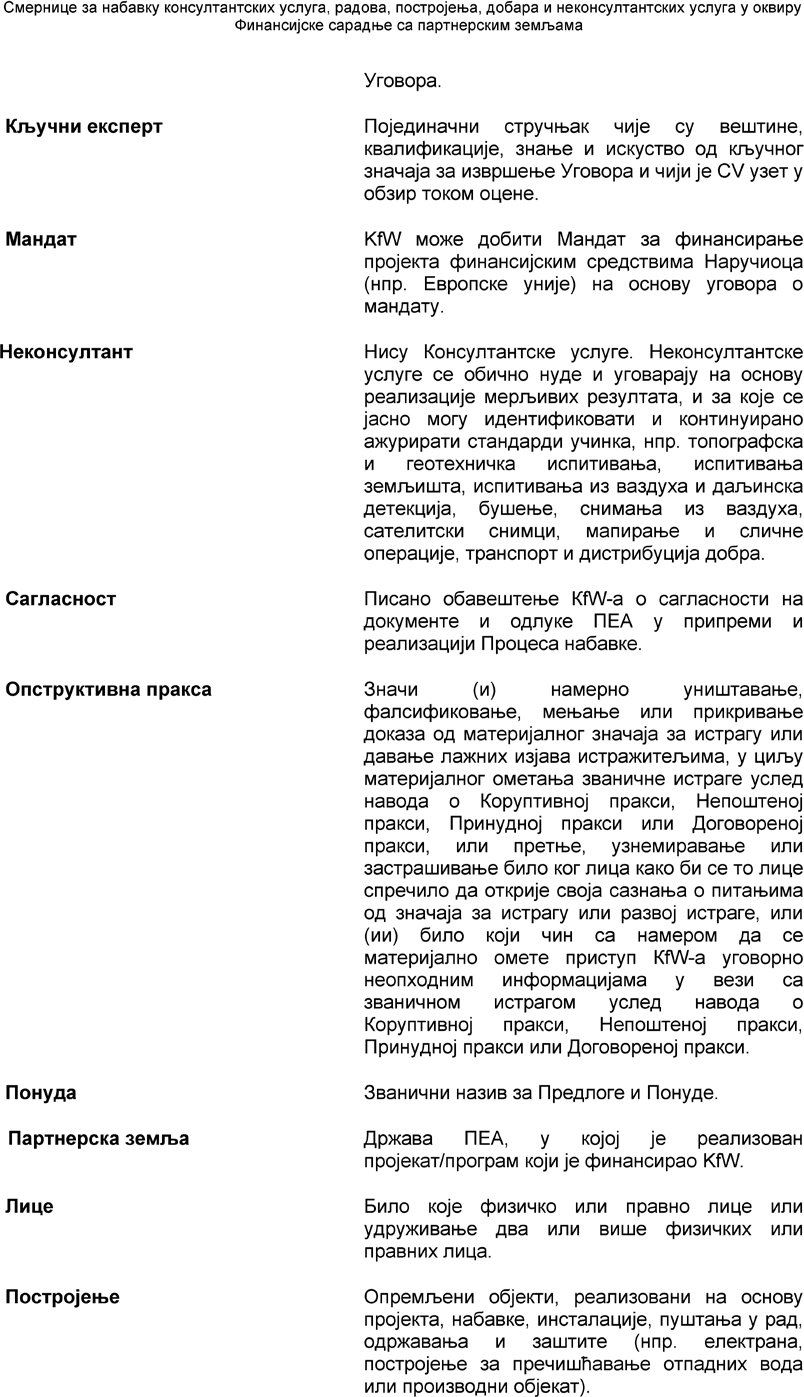 Смернице за набавку консултантских услуга, радова, постројења, добара и неконсултантских услуга у оквиру
Финансијске сарадње са партнерским земљама
Уговора.
Кључни експерт
Појединачни стручњак чије су вештине,
квалификације, знање и искуство од кључног
значаја за извршење Уговора и чији је CV узет у
обзир током оцене.
Мандат
KfW може добити Мандат за финансирање
пројекта финансијским средствима Наручиоца
(нпр. Европске уније) на основу уговора о
мандату.
Неконсултант
Нису Консултантске услуге. Неконсултантске
услуге се обично нуде и уговарају на основу
реализације мерљивих резултата, и за које се
јасно могу идентификовати и континуирано
ажурирати стандарди учинка, нпр. топографска
и геотехничка испитивања, испитивања
земљишта, испитивања из ваздуха и даљинска
детекција, бушење, снимања из ваздуха,
сателитски снимци, мапирање и сличне
операције, транспорт и дистрибуција добра.
Сагласност
Писано обавештење KfW-а о сагласности на
документе и одлуке ПЕА у припреми и
реализацији Процеса набавке.
Опструктивна пракса
Значи (и) намерно уништавање,
фалсификовање, мењање или прикривање
доказа од материјалног значаја за истрагу или
давање лажних изјава истражитељима, у циљу
материјалног ометања званичне истраге услед
навода о Коруптивној пракси, Непоштеној
пракси, Принудној пракси или Договореној
пракси, или претње, узнемиравање или
застрашивање било ког лица како би се то лице
спречило да открије своја сазнања о питањима
од значаја за истрагу или развој истраге, или
(ии) било који чин са намером да се
материјално омете приступ KfW-а уговорно
неопходним информацијама у вези са
званичном истрагом услед навода о
Коруптивној пракси, Непоштеној пракси,
Принудној пракси или Договореној пракси.
Понуда
Званични назив за Предлоге и Понуде.
Партнерска земља
Држава ПЕА, у којој је реализован
пројекат/програм који је финансирао KfW.
Лице
Било које физичко или правно лице или
удруживање два или више физичких или
правних лица.
Постројење
Опремљени објекти, реализовани на основу
пројекта, набавке, инсталације, пуштања у рад,
одржавања и заштите (нпр. електрана,
постројење за пречишћавање отпадних вода
или производни објекат).